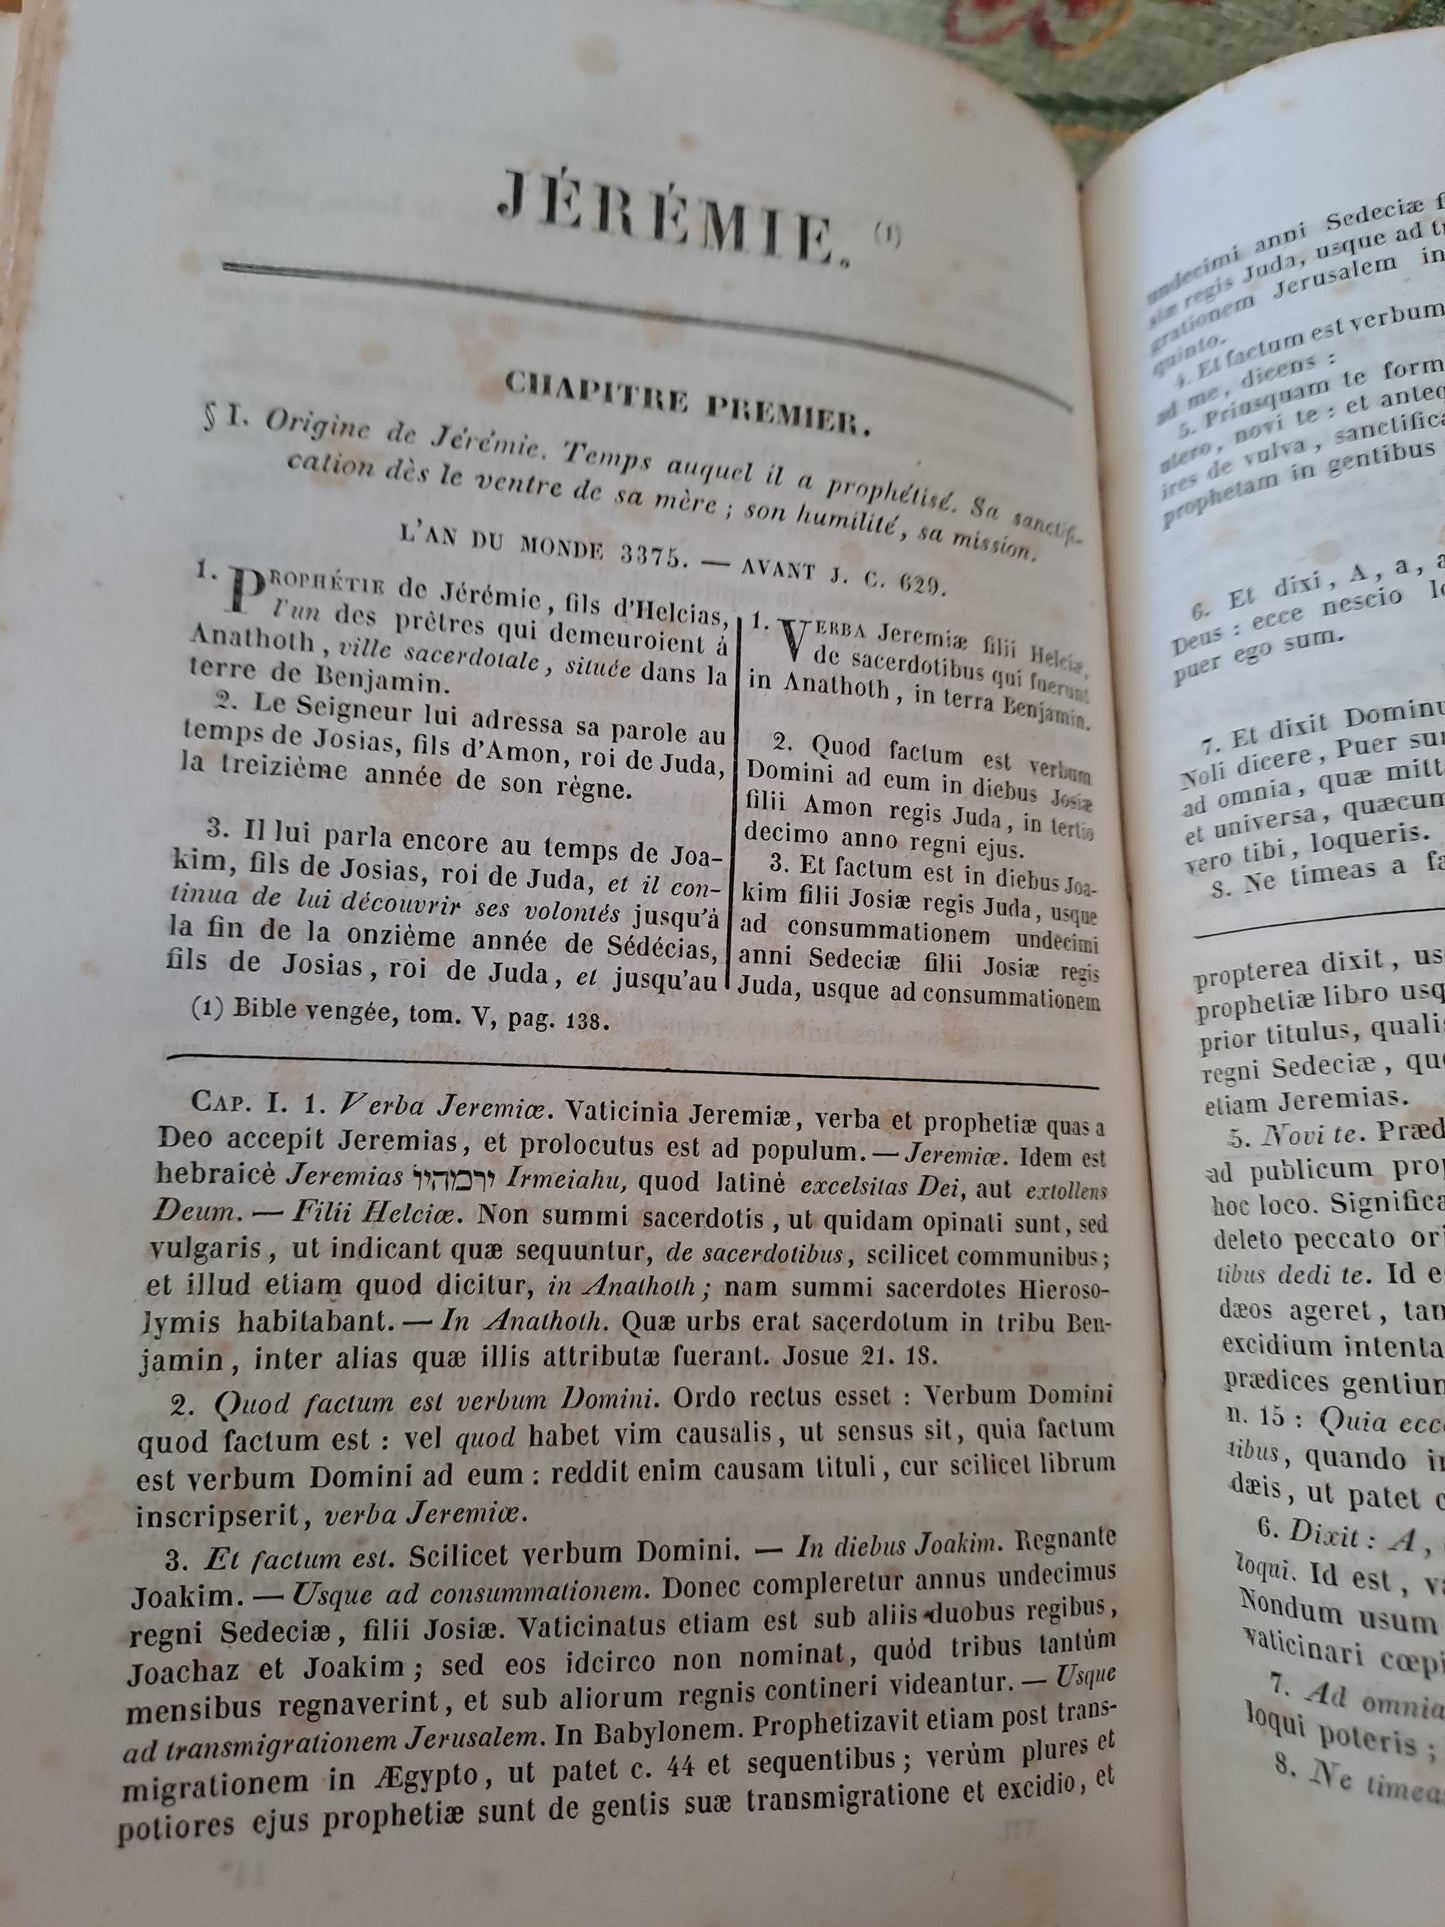 JÉRÉMIE. (1)
CHAPITRE PREMIER.
§ I. Origine de Jérémie. Temps auquel il a prophétisé. Sa sanctifi-
cation dès le ventre de sa mère ; son humilité, sa mission.
L'AN DU MONDE 3375. — AVANT J. C. 629.
1. PROPHÉTIE de Jérémie, fils d'Helcias,
l'un des prètres qui demeuroient à
Anathoth, ville sacerdotale, située dans la
terre de Benjamin.
2. Le Seigneur lui adressa sa parole au
temps de Josias, fils d'Amon, roi de Juda,
la treizième année de son règne.
3. Il lui parla encore au temps de Joa-
kim, fils de Josias, roi de Juda, et il con-
tinua de lui découvrir ses volontés jusqu'à
la fin de la onzième année de Sédécias,
fils de Josias, roi de Juda, et jusqu'au
1. VERBA Jeremiæ filii Helciæ,
de sacerdotibus qui fuerunt
in Anathoth, in terra Benjamin.
2. Quod factum est verbum
Domini ad eum in diebus Josiæ
filii Amon regis Juda, in tertio
decimo anno regni ejus.
3. Et factum est in diebus Joa-
kim filii Josiæ regis Juda, usque
ad consummationem undecimi
anni Sedeciæ filii Josiæ regis
Juda, usque ad consummationem
(1) Bible vengée, tom. V, pag. 138.
CAP. I. 1. Verba Jeremiæ. Vaticinia Jeremiæ, verba et prophetiæ quas a
Deo accepit Jeremias, et prolocutus est ad populum. — Jeremiæ. Idem est
hebraicè Jeremias ירמהיו Irmeiahu, quod latinè excelsitas Dei, aut extollens
Deum. — Filii Helciæ. Non summi sacerdotis, ut quidam opinati sunt, sed
vulgaris, ut indicant quæ sequuntur, de sacerdotibus, scilicet communibus;
et illud etiam quod dicitur, in Anathoth; nam summi sacerdotes Hieroso-
lymis habitabant. — In Anathoth. Quæ urbs erat sacerdotum in tribu Ben-
jamin, inter alias quæ illis attributæ fuerant. Josue 21. 18.
2. Quod factum est verbum Domini. Ordo rectus esset : Verbum Domini
quod factum est : vel quod habet vim causalis, ut sensus sit, quia factum
est verbum Domini ad eum : reddit enim causam tituli, cur scilicet librum
inscripserit, verba Jeremiæ.
3. Et factum est. Scilicet verbum Domini. — In diebus Joakim. Regnante
Joakim. — Usque ad consummationem. Donec compleretur annus undecimus
regni Sedeciæ, filii Josiæ. Vaticinatus etiam est sub aliis duobus regibus,
Joachaz et Joakim; sed eos idcirco non nominat, quòd tribus tantùm
mensibus regnaverint, et sub aliorum regnis contineri videantur. — Usque
ad transmigrationem Jerusalem. In Babylonem. Prophetizavit etiam post trans-
migrationem in Ægypto, ut patet c. 44 et sequentibus; verùm plures et
potiores ejus prophetiæ sunt de gentis suæ transmigratione et excidio, et
undecimi anni Sedeciæ
siæ regis Juda, usque ad
grationem Jerusalem in
quinto.
4. Et factum est verbum
ad me, dicens :
5. Priusquam te
utero, novi te : et
ires de vulva,
prophetam in gentibus
6. Et dixi, A, a,
Deus : ecce nescio
puer ego sum.
7. Et dixit
Noli dicere, Puer
ad omnia, quæ
et universa,
vero tibi, loqueris.
8. Ne timeas a
propterea dixit,
prophetiæ libro
prior titulus,
regni Sedeciæ,
etiam Jeremias.
5. Novi te.
ad publicum
hoc loco.
deleto peccato
tibus dedi te. Id
dæos ageret,
excidium
prædices
n. 15 : Quia
tibus, quando
dæis, ut patet
6. Dixit : A,
loqui. Id est,
Nondum usum
vaticinari
7. Ad omnia
loqui poteris ;
8. Ne